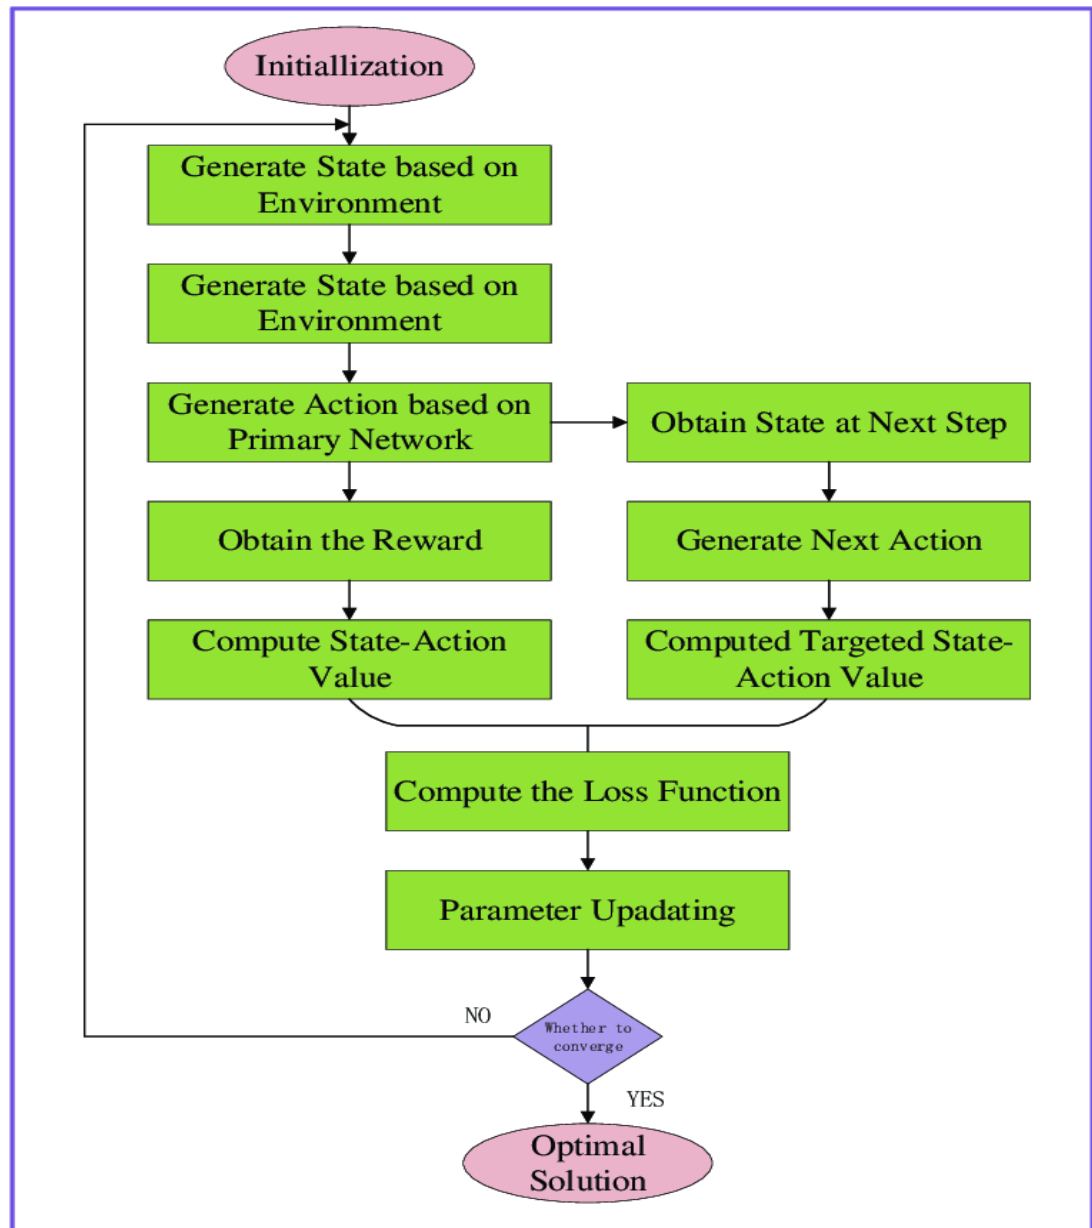 Initiallization
Generate State based on
Environment
Generate State based on
Environment
Generate Action based on
Primary Network
Obtain State at Next Step
Obtain the Reward
Generate Next Action
Compute State-Action
Value
Computed Targeted State-
Action Value
Compute the Loss Function
Parameter Upadating
NO
Whether to
converge
YES
Optimal
Solution